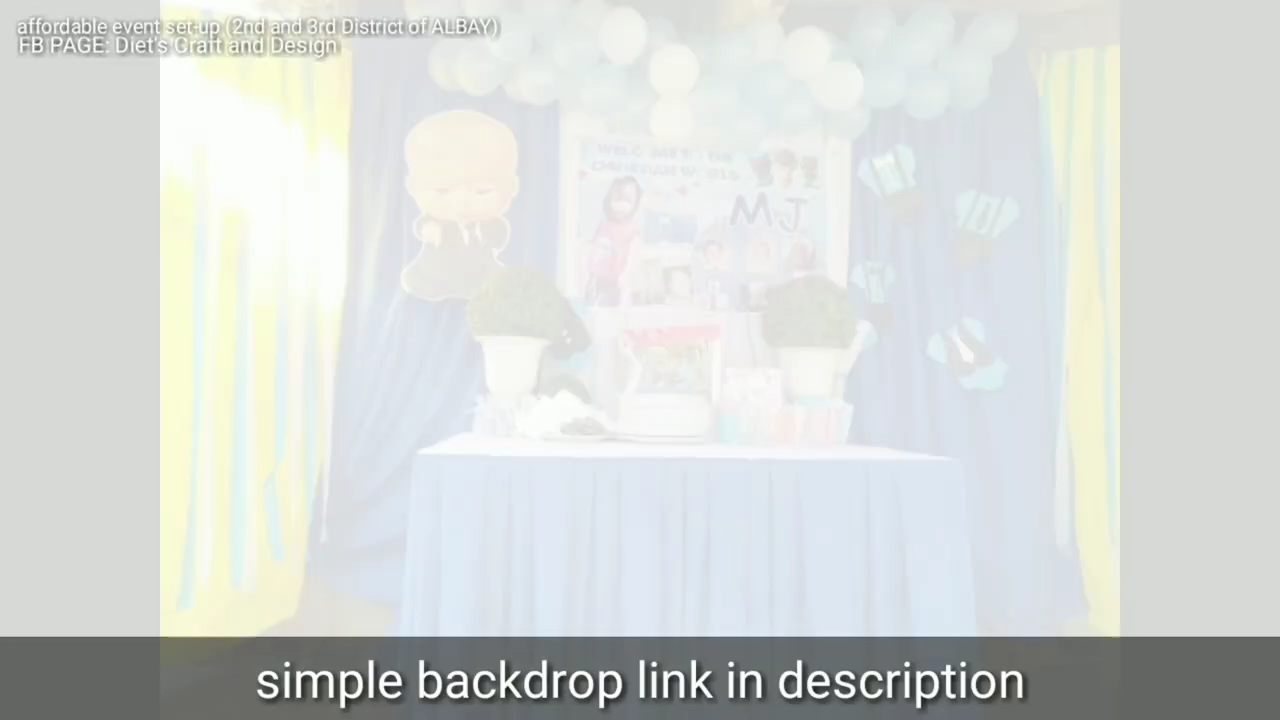 affordable event set-up (2nd and 3rd District of ALBAY)
FB PAGE: Diet's Craft and Design
MJ
simple backdrop link in description